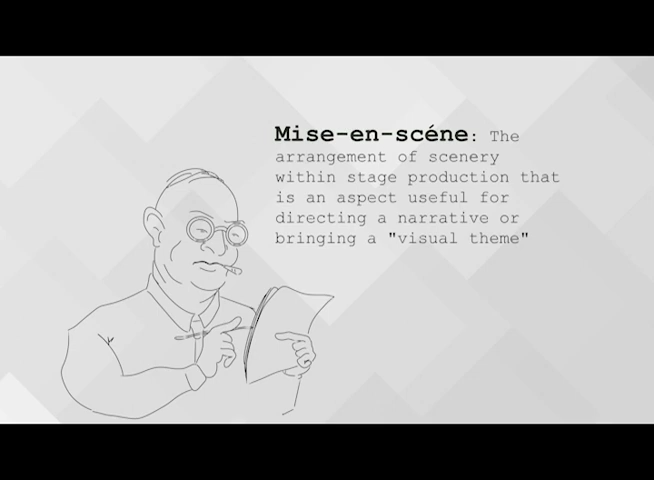 Mise-en-scéne: The
arrangement of scenery
within stage production that
is an aspect useful for
directing a narrative or
bringing a "visual theme"